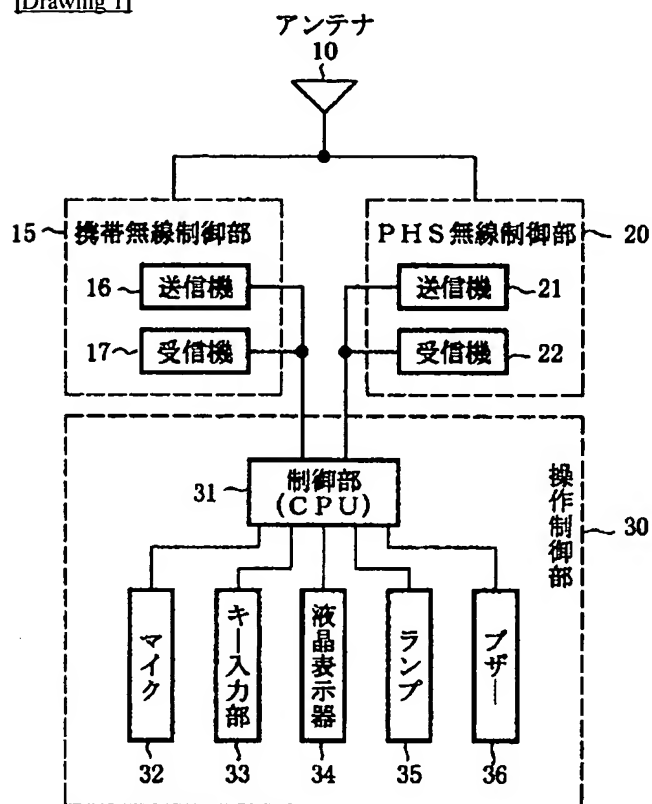 [Drawing 1]
アンテナ
10
15
携帯無線制御部
PHS無線制御部
20
16
送信機
送信機
21
17
受信機
受信機
22
31
制御部
(CPU)
操作制御部
30
マイク
キー入力部
液晶表示器
ランプ
ブザー
32
33
34
35
36